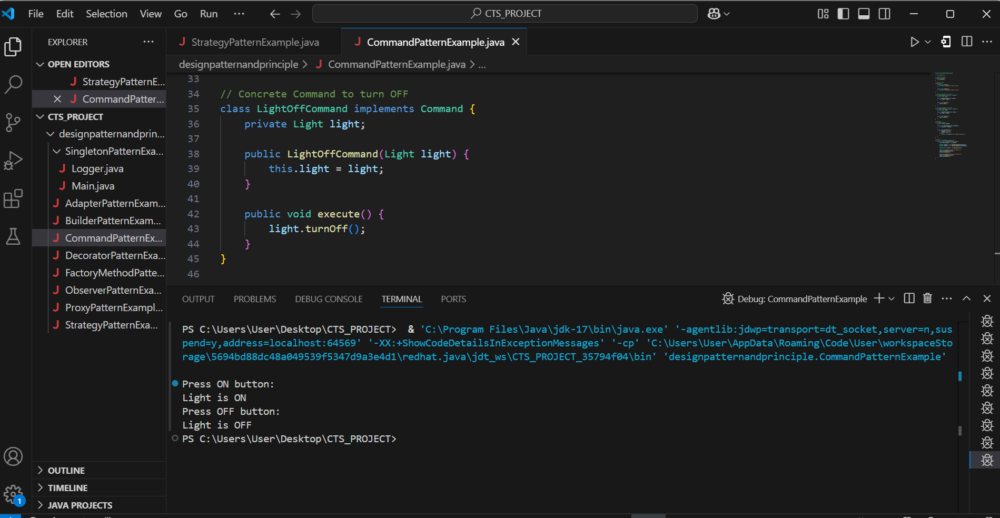 File Edit Selection View Go Run ···
CTS_PROJECT
EXPLORER ···
OPEN EDITORS
StrategyPatternE...
CommandPatter...
CTS_PROJECT
designpatternandprin...
SingletonPatternExa...
Logger.java
Main.java
AdapterPatternExam...
BuilderPatternExam...
CommandPatternEx...
DecoratorPatternExa...
FactoryMethodPatte...
ObserverPatternExa...
ProxyPatternExampl...
StrategyPatternExa...
OUTLINE
TIMELINE
JAVA PROJECTS
1
StrategyPatternExample.java
CommandPatternExample.java
designpatternandprinciple > CommandPatternExample.java > ...
33
34 // Concrete Command to turn OFF
35 class LightOffCommand implements Command {
36 private Light light;
37
38 public LightOffCommand(Light light) {
39 this.light = light;
40 }
41
42 public void execute() {
43 light.turnOff();
44 }
45 }
46
OUTPUT PROBLEMS DEBUG CONSOLE TERMINAL PORTS
Debug: CommandPatternExample
PS C:\Users\User\Desktop\CTS_PROJECT> & 'C:\Program Files\Java\jdk-17\bin\java.exe' '-agentlib:jdwp=transport=dt_socket,server=n,sus
pend=y,address=localhost:64569' '-XX:+ShowCodeDetailsInExceptionMessages' '-cp' 'C:\Users\User\AppData\Roaming\Code\User\workspaceSto
rage\5694bd88dc48a049539f5347d9a3e4d1\redhat.java\jdt_ws\CTS_PROJECT_35794f04\bin' 'designpatternandprinciple.CommandPatternExample'
Press ON button:
Light is ON
Press OFF button:
Light is OFF
PS C:\Users\User\Desktop\CTS_PROJECT>